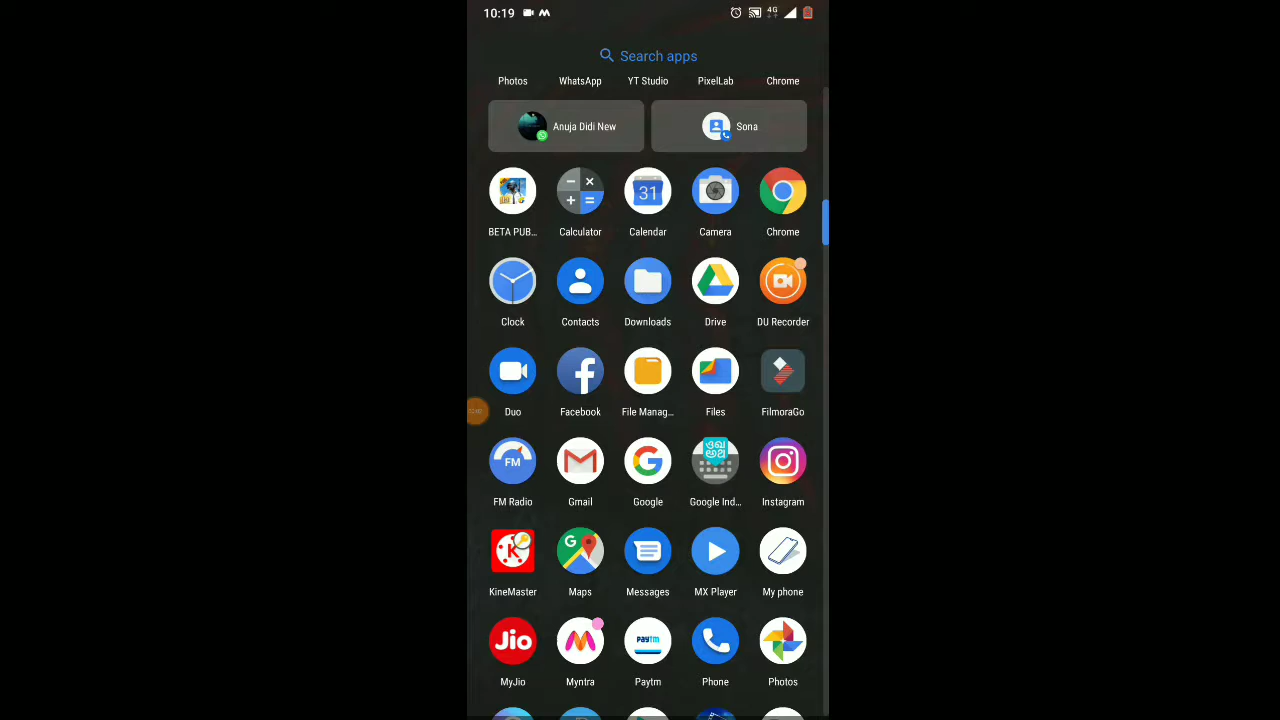 10:19
4G
Search apps
Photos WhatsApp YT Studio PixelLab Chrome
Anuja Didi New Sona
31
BETA PUB... Calculator Calendar Camera Chrome
Clock Contacts Downloads Drive DU Recorder
Duo Facebook File Manag... Files FilmoraGo
FM
FM Radio Gmail Google Google Ind... Instagram
K G
KineMaster Maps Messages MX Player My phone
Jio paytm
MyJio Myntra Paytm Phone Photos